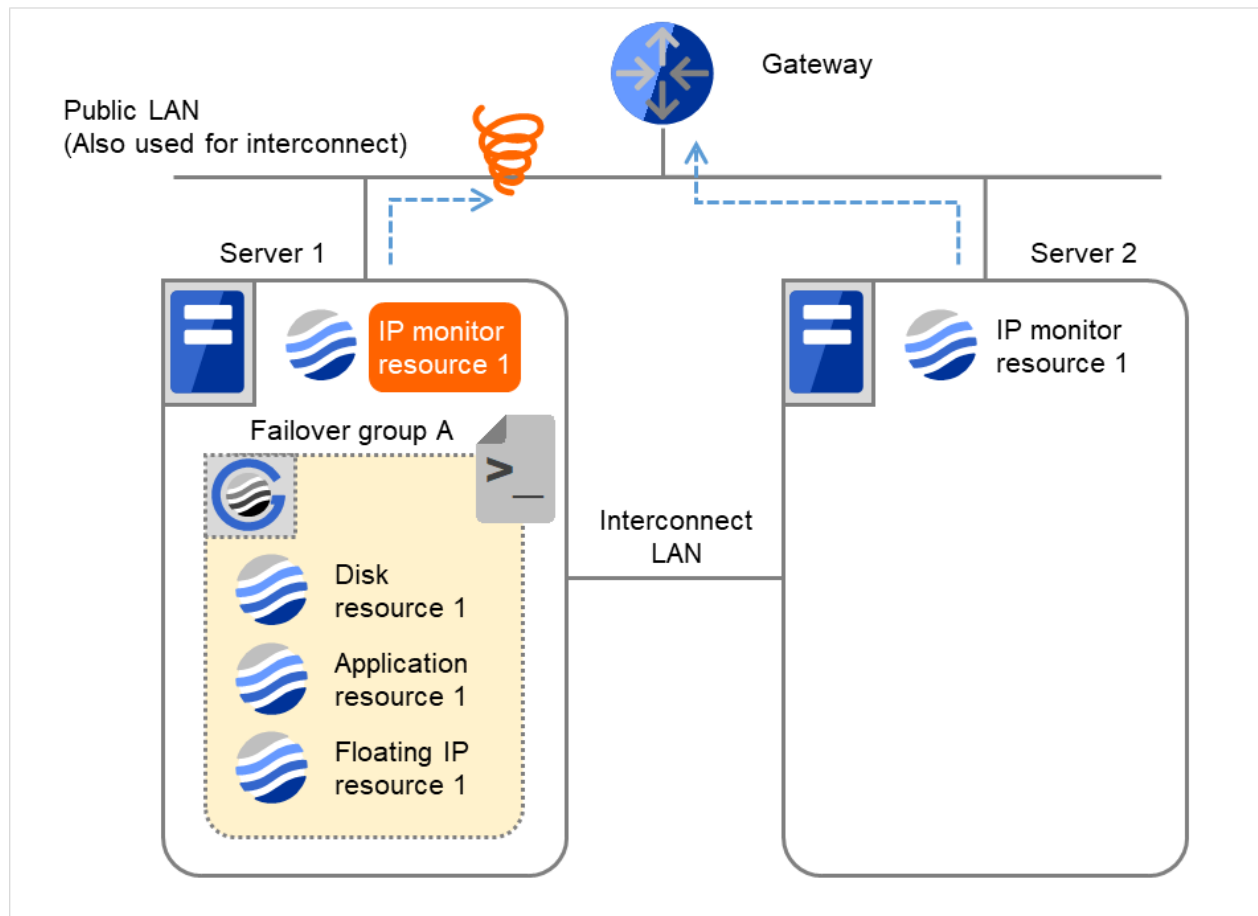 Gateway
Public LAN
(Also used for interconnect)
Server 1
Server 2
IP monitor
resource 1
IP monitor
resource 1
Failover group A
>_
Interconnect
LAN
Disk
resource 1
Application
resource 1
Floating IP
resource 1